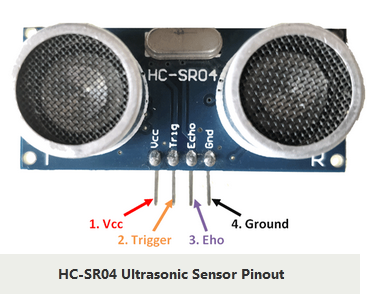 HC-SR04
Vcc
Trig
Echo
Gnd
T
R
1. Vcc
4. Ground
2. Trigger
3. Eho
HC-SR04 Ultrasonic Sensor Pinout